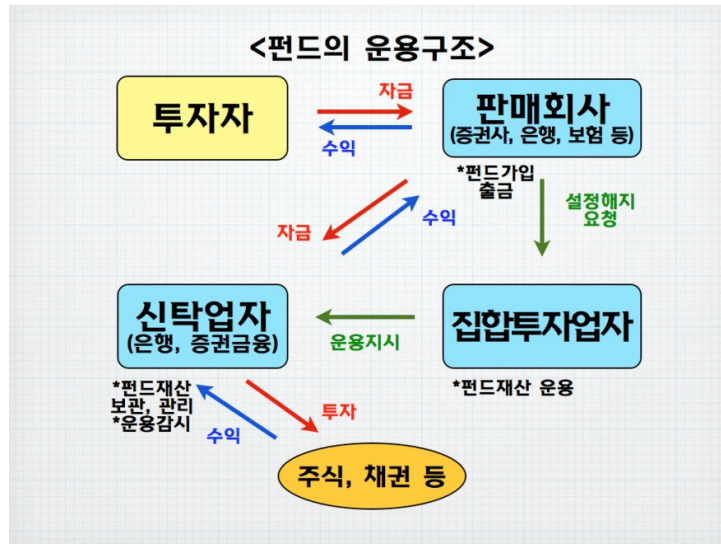 <펀드의 운용구조>
투자자
자금
수익
판매회사
(증권사, 은행, 보험 등)
*펀드가입
출금
자금
수익
설정해지
요청
신탁업자
(은행, 증권금융)
운용지시
집합투자업자
*펀드재산
보관, 관리
*운용감시
*펀드재산 운용
수익
투자
주식, 채권 등